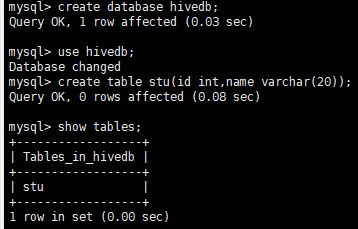 mysql> create database hivedb;
Query OK, 1 row affected (0.03 sec)
mysql> use hivedb;
Database changed
mysql> create table stu(id int,name varchar(20));
Query OK, 0 rows affected (0.08 sec)
mysql> show tables;
+------------------+
| Tables_in_hivedb |
+------------------+
| stu              |
+------------------+
1 row in set (0.00 sec)